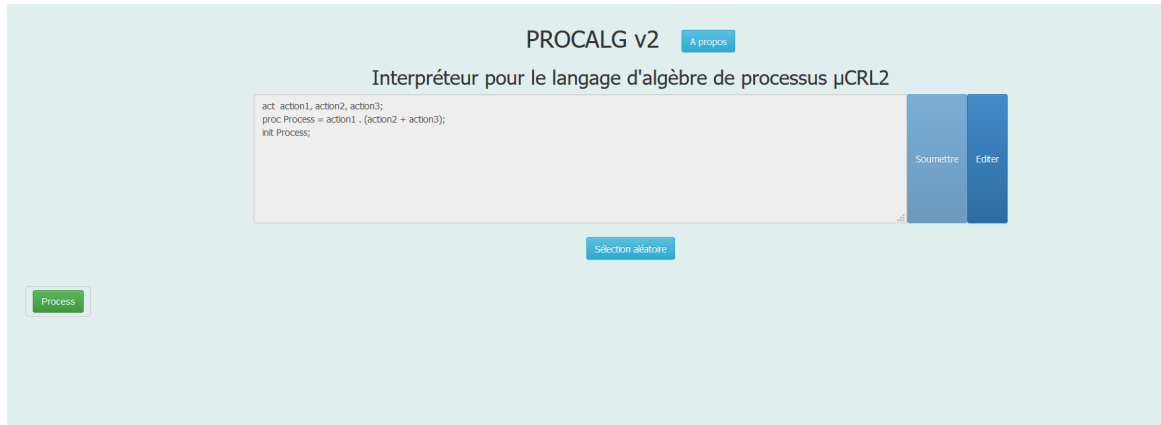 PROCALG v2 A propos
Interpréteur pour le langage d'algèbre de processus µCRL2
act  action1, action2, action3;
proc Process = action1 . (action2 + action3);
init Process;
Soumettre Editer
Sélection aléatoire
Process